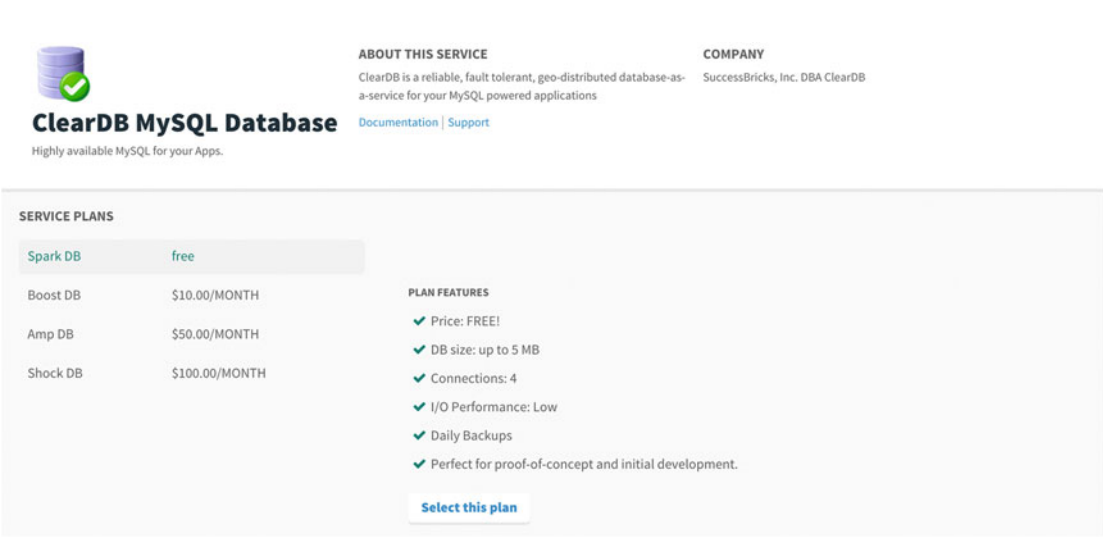 ClearDB MySQL Database
Highly available MySQL for your Apps.
ABOUT THIS SERVICE
ClearDB is a reliable, fault tolerant, geo-distributed database-as-
a-service for your MySQL powered applications
Documentation | Support
COMPANY
SuccessBricks, Inc. DBA ClearDB
SERVICE PLANS
Spark DB free
Boost DB $10.00/MONTH
Amp DB $50.00/MONTH
Shock DB $100.00/MONTH
PLAN FEATURES
Price: FREE!
DB size: up to 5 MB
Connections: 4
I/O Performance: Low
Daily Backups
Perfect for proof-of-concept and initial development.
Select this plan